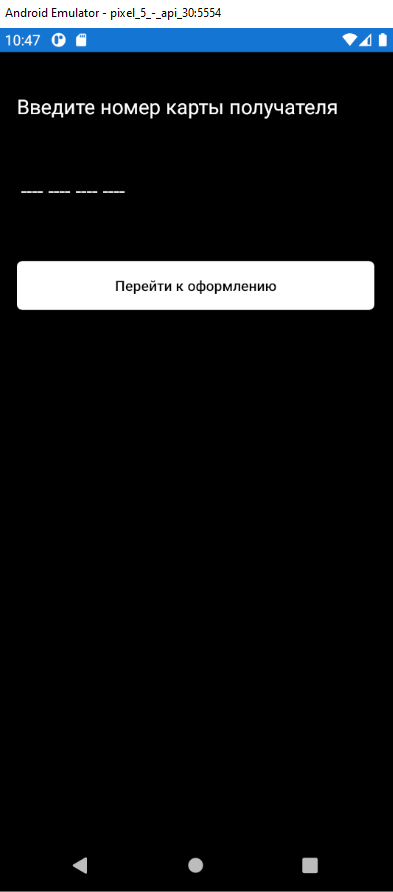 Android Emulator - pixel_5_-_api_30:5554
10:47
Введите номер карты получателя
---- ---- ---- ----
Перейти к оформлению